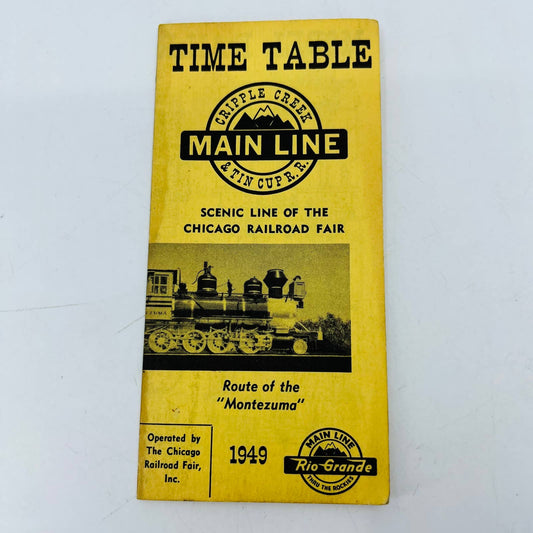 TIME TABLE
CRIPPLE CREEK
MAIN LINE
& TIN CUP R. R.
SCENIC LINE OF THE
CHICAGO RAILROAD FAIR
ZUMA
Route of the
"Montezuma"
Operated by
The Chicago
Railroad Fair,
Inc.
1949
MAIN LINE
Rio Grande
THRU THE ROCKIES